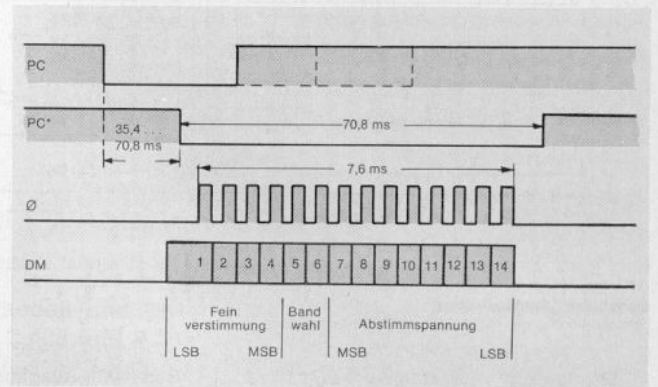 PC
PC*
35,4 ...
70,8 ms
70,8 ms
7,6 ms
Ø
DM
1 2 3 4 5 6 7 8 9 10 11 12 13 14
Fein
verstimmung
Band
wahl
Abstimmspannung
LSB MSB MSB LSB